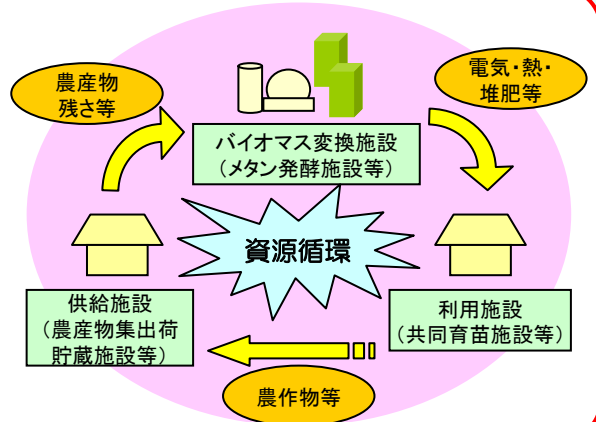 農産物
残さ等
電気・熱・
堆肥等
バイオマス変換施設
（メタン発酵施設等）
資源循環
供給施設
（農産物集出荷
貯蔵施設等）
利用施設
（共同育苗施設等）
農作物等